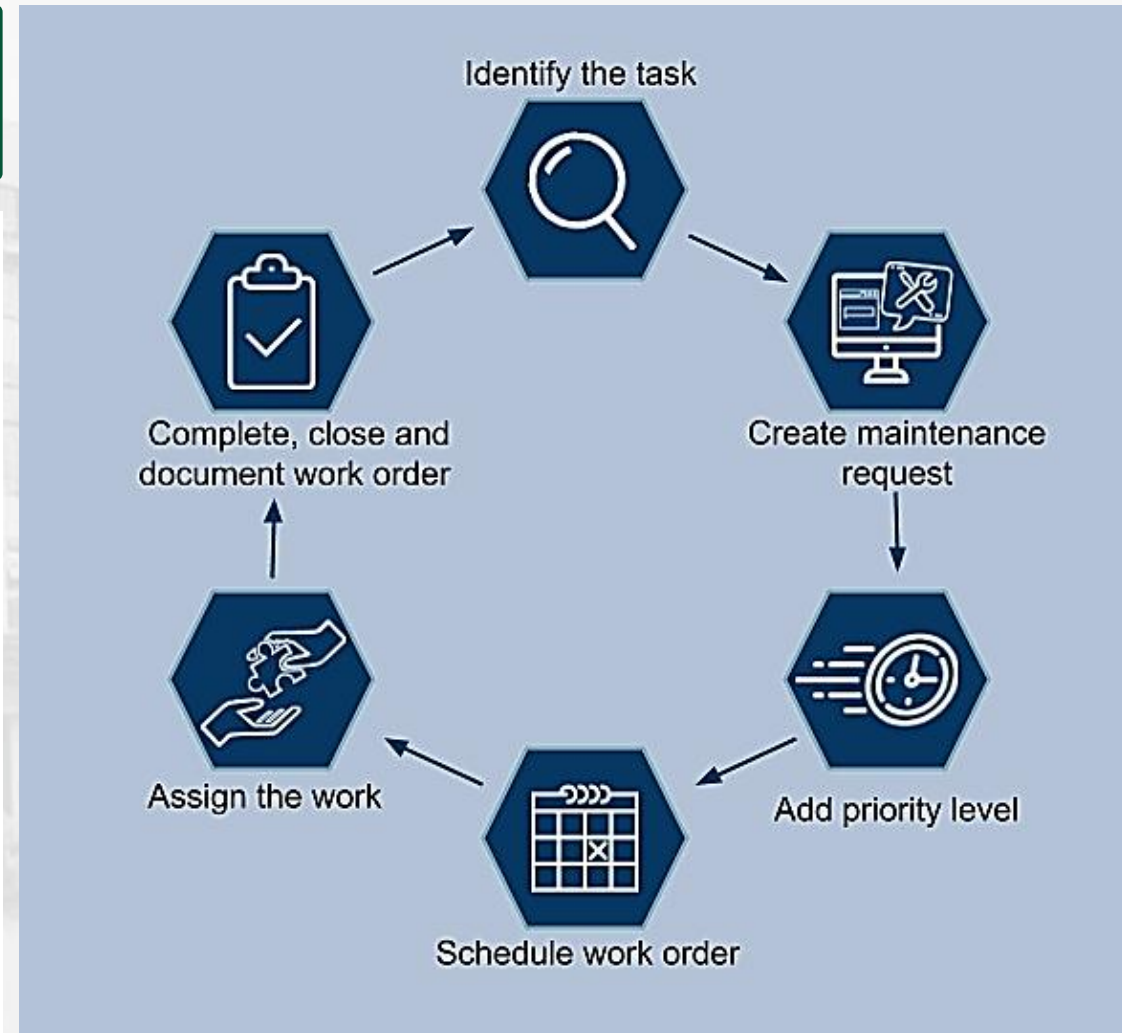 Identify the task
Create maintenance
request
Add priority level
Schedule work order
Assign the work
Complete, close and
document work order